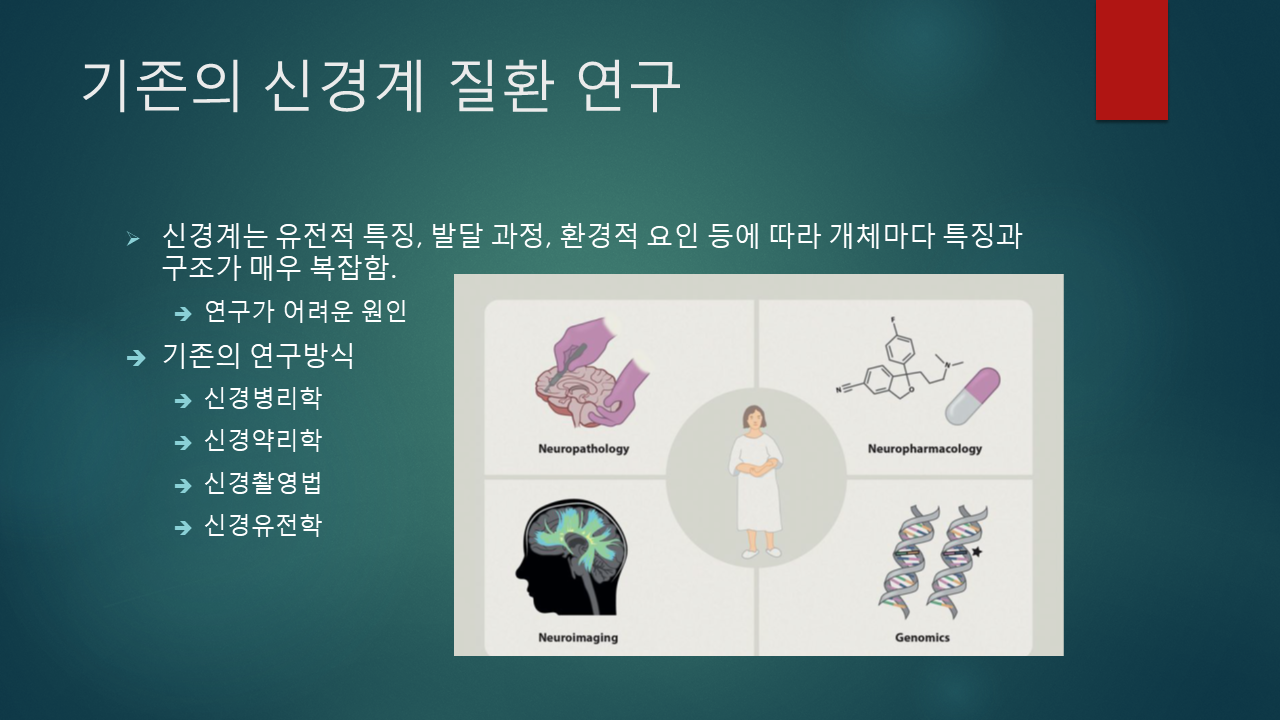 기존의 신경계 질환 연구
신경계는 유전적 특징, 발달 과정, 환경적 요인 등에 따라 개체마다 특징과
구조가 매우 복잡함.
연구가 어려운 원인
기존의 연구방식
신경병리학
신경약리학
신경촬영법
신경유전학
F
N
N
O
Neuropathology
Neuropharmacology
Neuroimaging
Genomics